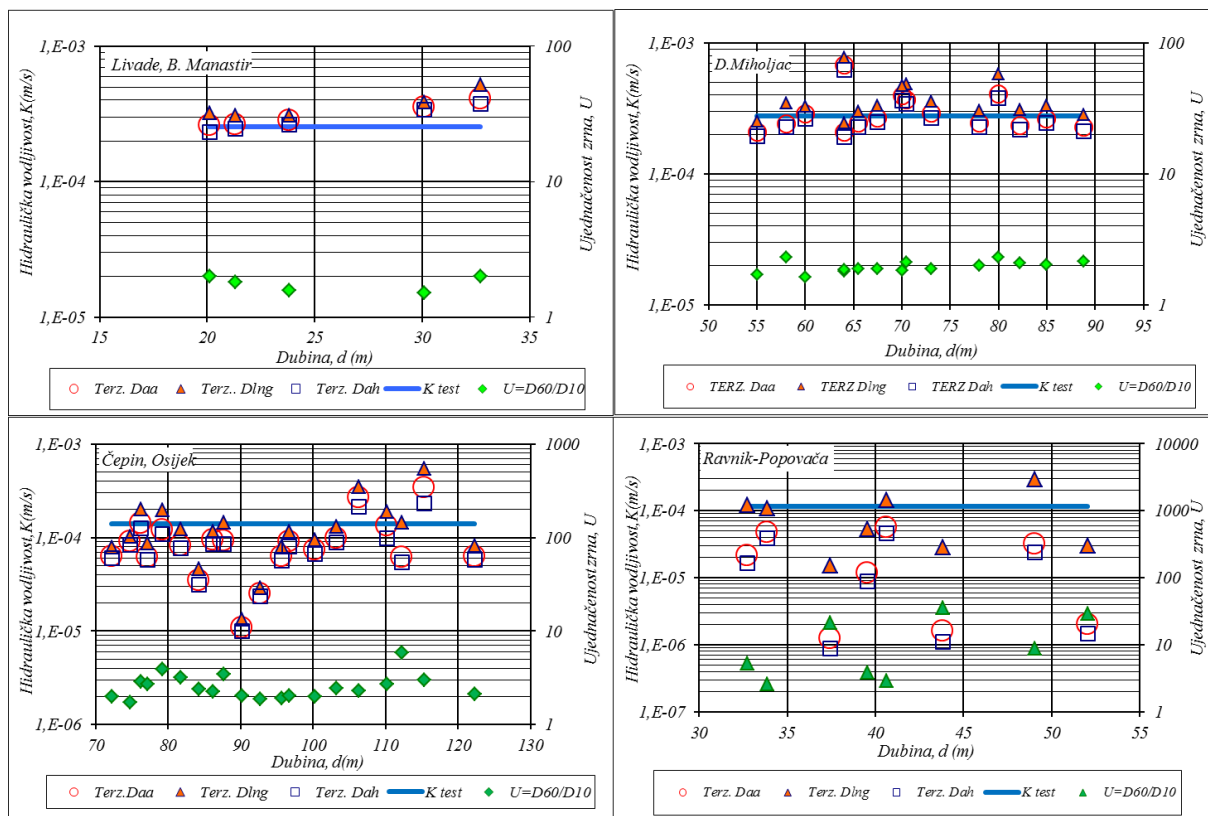 Livade, B. Manastir
Hidraulička vodljivost, K(m/s)
1,E-03
1,E-04
1,E-05
100
10
1
Ujednačenost zrna, U
15 20 25 30 35
Dubina, d (m)
Terz. Daa Terz.. Dlng Terz. Dah K test U=D60/D10
D.Miholjac
Hidraulička vodljivost, K(m/s)
1,E-03
1,E-04
1,E-05
100
10
1
Ujednačenost zrna, U
50 55 60 65 70 75 80 85 90 95
Dubina, d(m)
TERZ. Daa TERZ Dlng TERZ Dah K test U=D60/D10
Čepin, Osijek
Hidraulička vodljivost, K(m/s)
1,E-03
1,E-04
1,E-05
1,E-06
1000
100
10
1
Ujednačenost zrna, U
70 80 90 100 110 120 130
Dubina, d(m)
Terz.Daa Terz. Dlng Terz. Dah K test U=D60/D10
Ravnik-Popovača
Hidraulička vodljivost, K(m/s)
1,E-03
1,E-04
1,E-05
1,E-06
1,E-07
10000
1000
100
10
1
Ujednačenost zrna, U
30 35 40 45 50 55
Dubina, d (m)
Terz. Daa Terz. Dlng Terz. Dah K test U=D60/D10